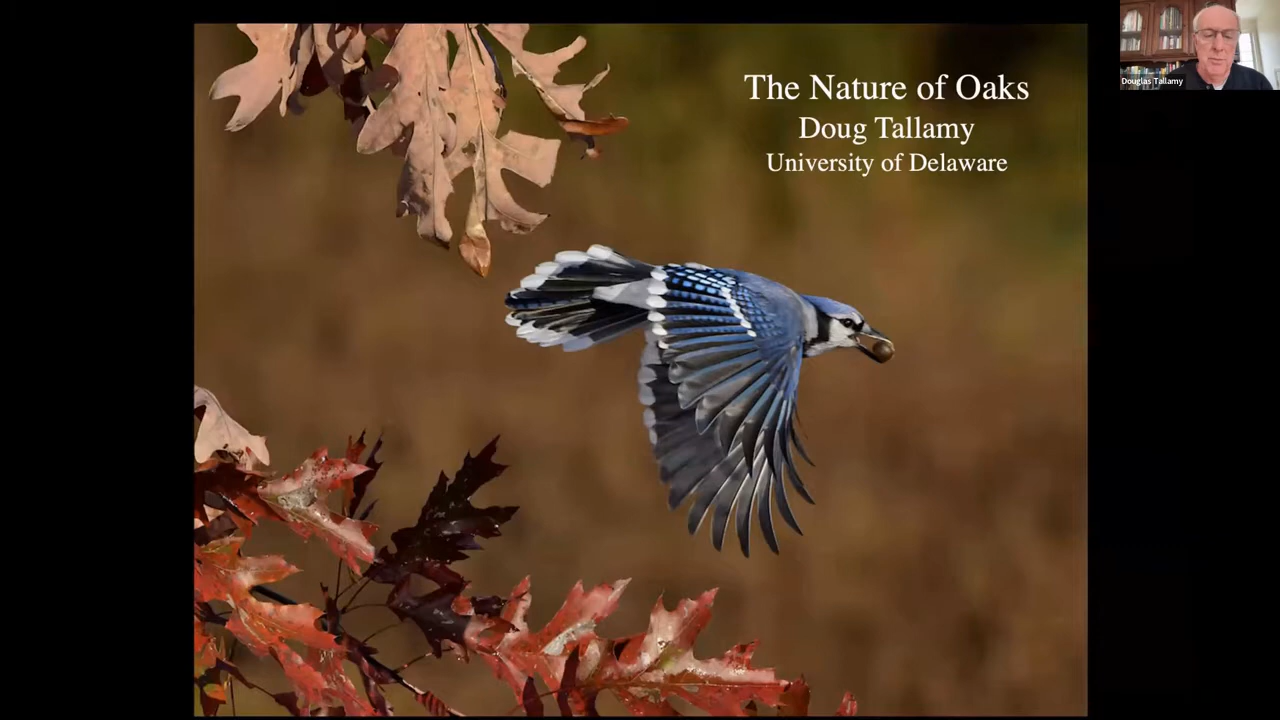 The Nature of Oaks
Doug Tallamy
University of Delaware
Douglas Tallamy